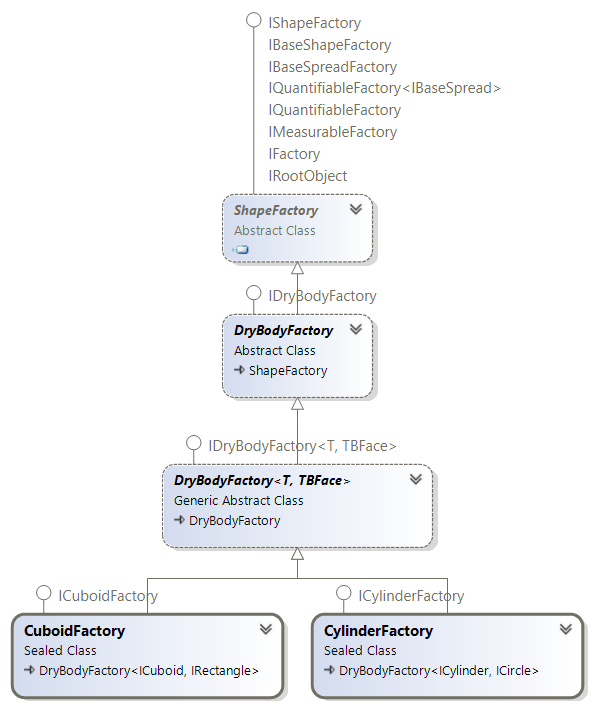 IShapeFactory
IBaseShapeFactory
IBaseSpreadFactory
IQuantifiableFactory<IBaseSpread>
IQuantifiableFactory
IMeasurableFactory
IFactory
IRootObject
ShapeFactory
Abstract Class
IDryBodyFactory
DryBodyFactory
Abstract Class
ShapeFactory
IDryBodyFactory<T, TBFace>
DryBodyFactory<T, TBFace>
Generic Abstract Class
DryBodyFactory
ICuboidFactory
CuboidFactory
Sealed Class
DryBodyFactory<ICuboid, IRectangle>
ICylinderFactory
CylinderFactory
Sealed Class
DryBodyFactory<ICylinder, ICircle>